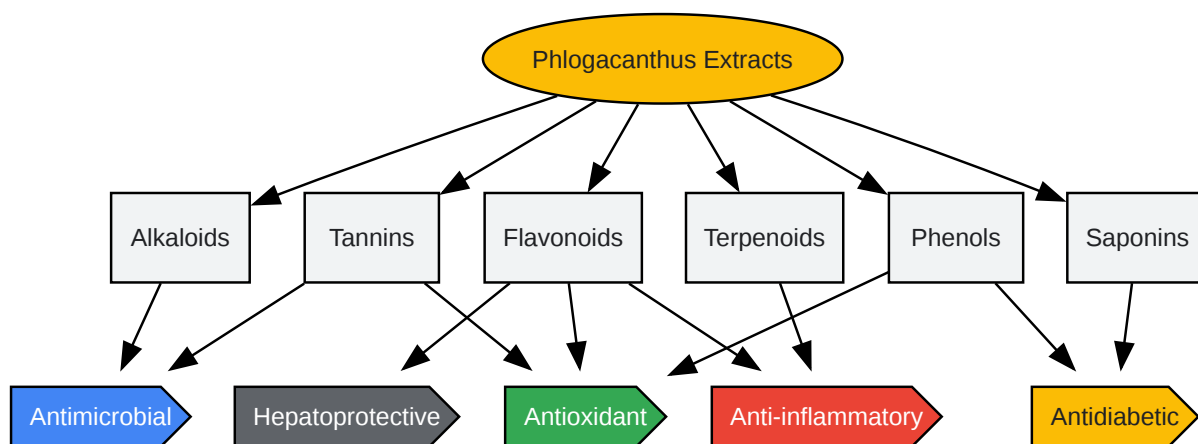 Phlogacanthus Extracts
Alkaloids
Tannins
Flavonoids
Terpenoids
Phenols
Saponins
Antimicrobial
Hepatoprotective
Antioxidant
Anti-inflammatory
Antidiabetic